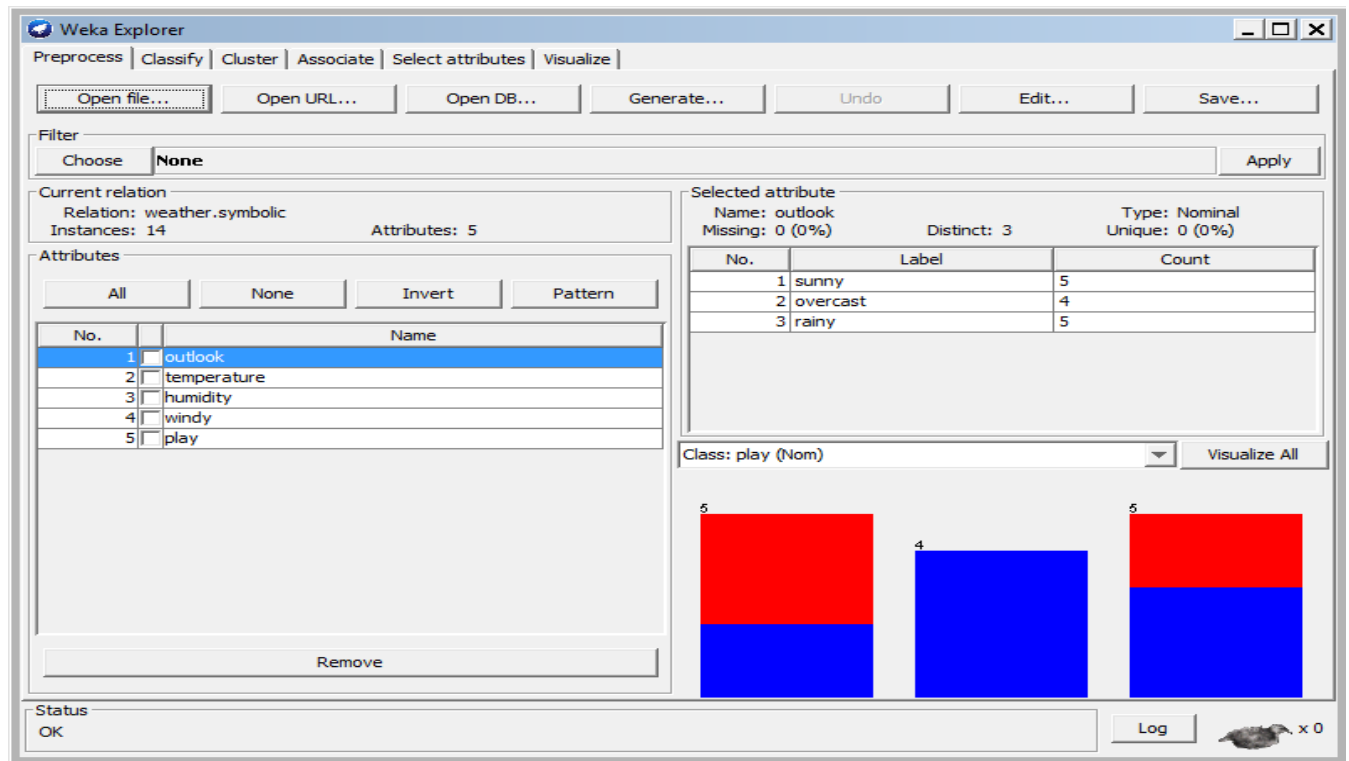 Weka Explorer
Preprocess Classify Cluster Associate Select attributes Visualize
Open file... Open URL... Open DB... Generate... Undo Edit... Save...
Filter
Choose None Apply
Current relation
Relation: weather.symbolic
Instances: 14 Attributes: 5
Attributes
All None Invert Pattern
No. Name
1 outlook
2 temperature
3 humidity
4 windy
5 play
Remove
Selected attribute
Name: outlook Type: Nominal
Missing: 0 (0%) Distinct: 3 Unique: 0 (0%)
No. Label Count
1 sunny 5
2 overcast 4
3 rainy 5
Class: play (Nom) Visualize All
5 4 5
Status
OK
Log x 0